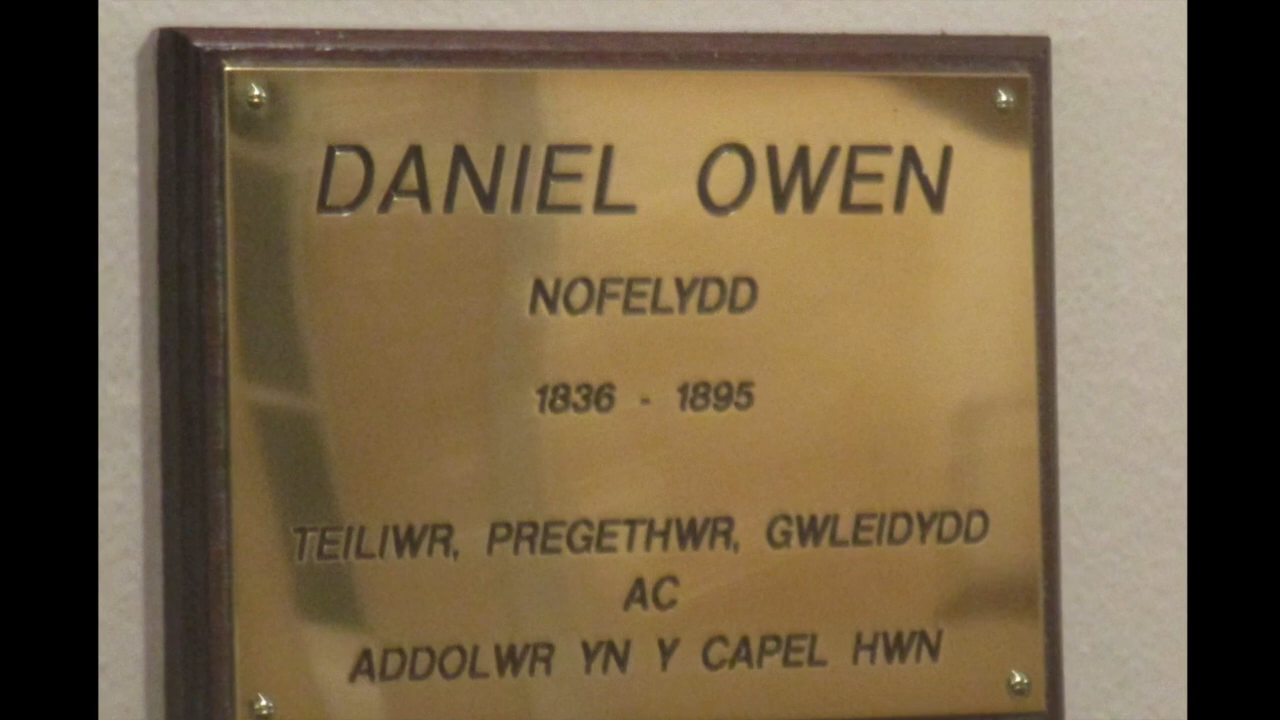 DANIEL OWEN
NOFELYDD
1836 - 1895
TEILIWR, PREGETHWR, GWLEIDYDD
AC
ADDOLWR YN Y CAPEL HWN